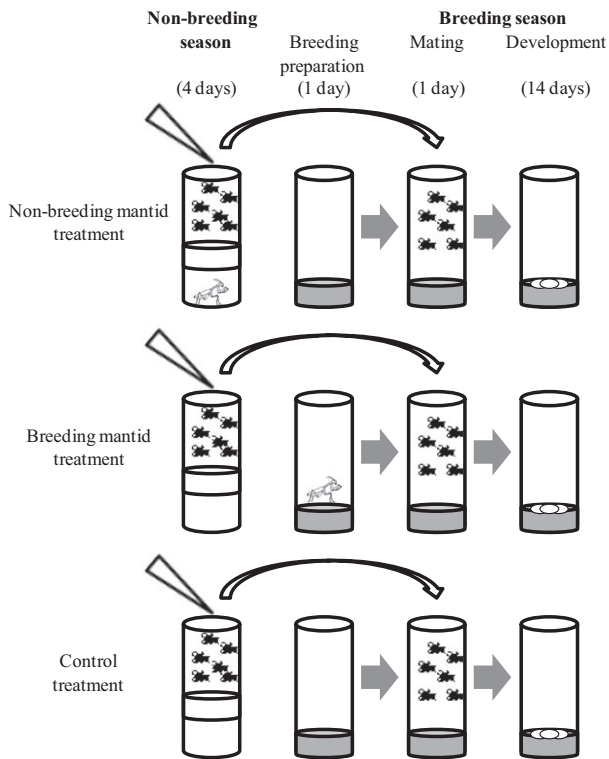 Non-breeding
season
(4 days)
Breeding
preparation
(1 day)
Breeding season
Mating
(1 day)
Development
(14 days)
Non-breeding mantid
treatment
Breeding mantid
treatment
Control
treatment